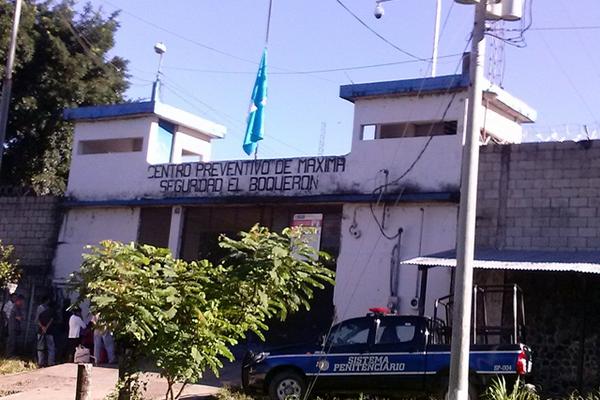 CENTRO PREVENTIVO DE MAXIMA
SEGURIDAD EL BOQUERON
SISTEMA
PENITENCIARIO
SP-004